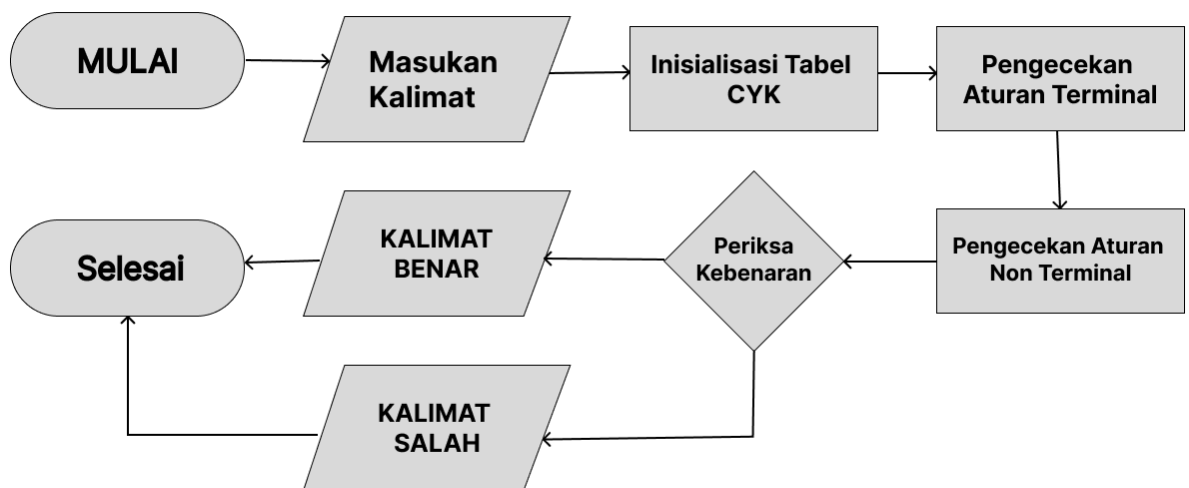 MULAI
Masukan
Kalimat
Inisialisasi Tabel
CYK
Pengecekan
Aturan Terminal
Pengecekan Aturan
Non Terminal
Periksa
Kebenaran
KALIMAT
BENAR
Selesai
KALIMAT
SALAH